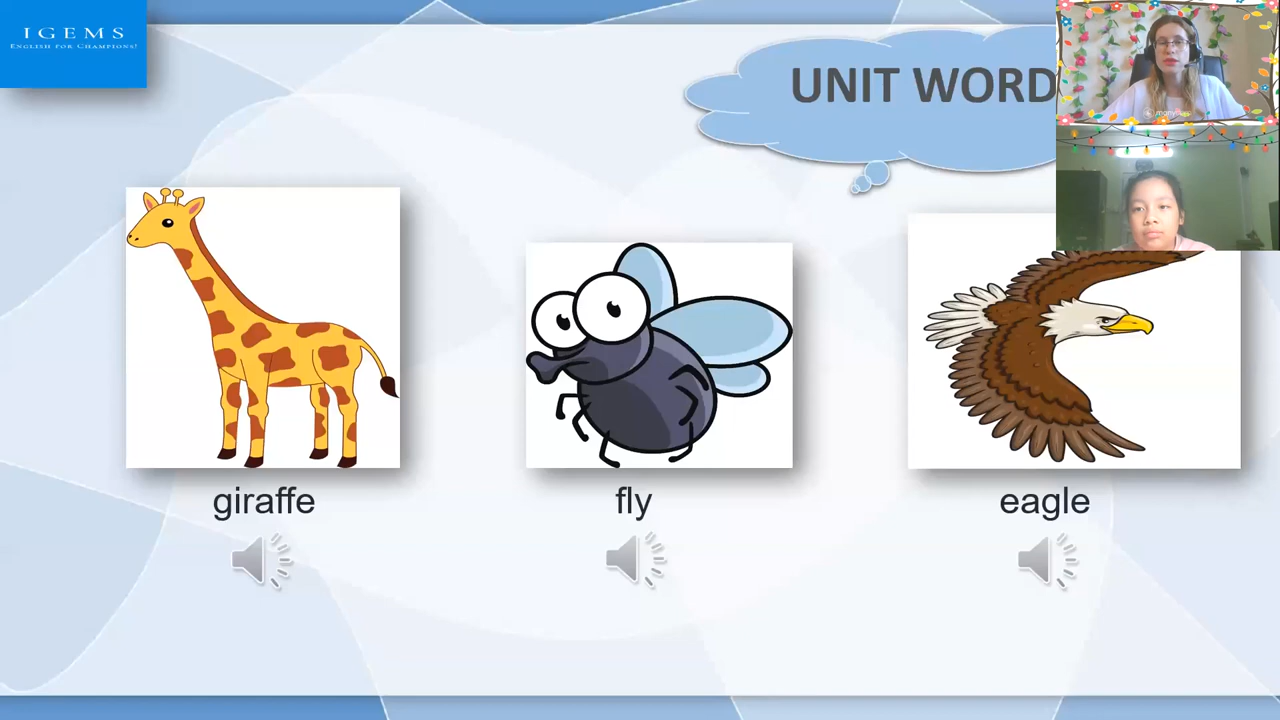 IGEMS
ENGLISH FOR CHAMPIONS!
UNIT WORD
giraffe
fly
eagle